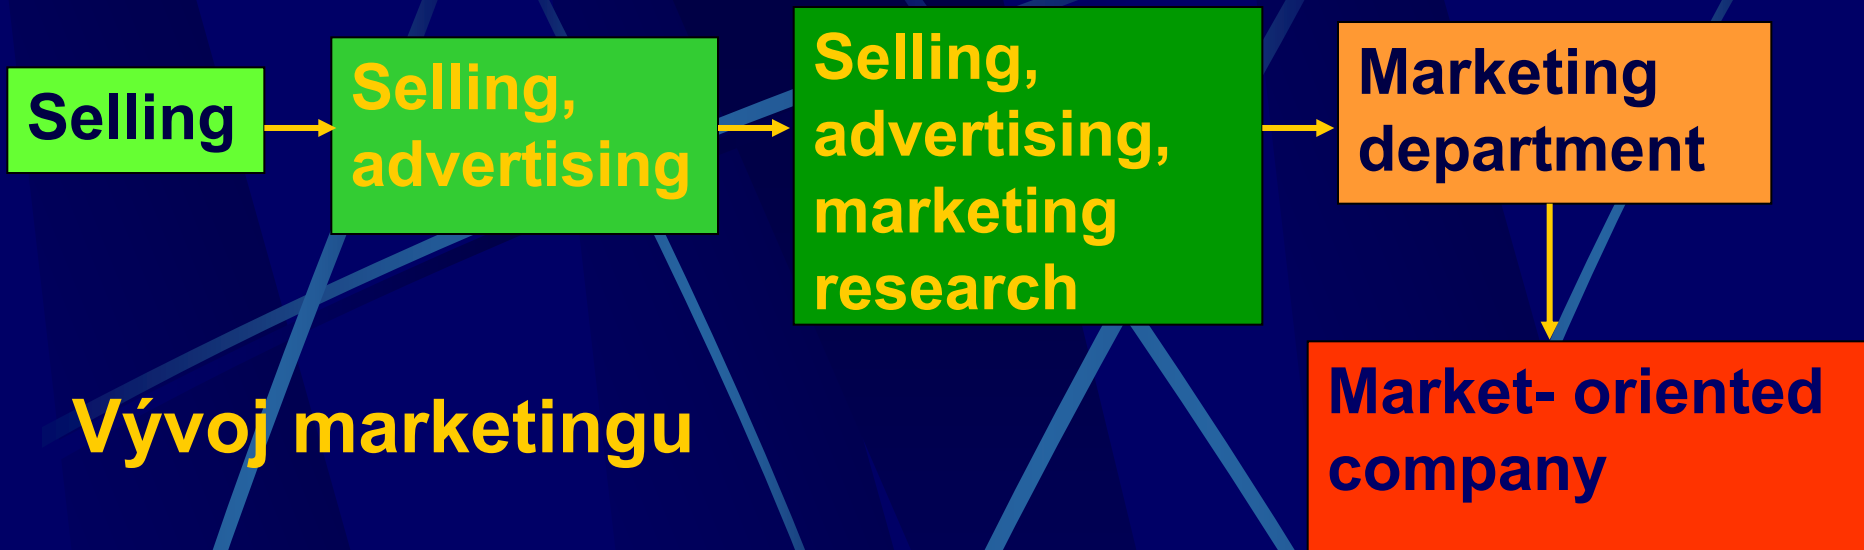 Selling
Selling,
advertising
Selling,
advertising,
marketing
research
Marketing
department
Market- oriented
company
Vývoj marketingu